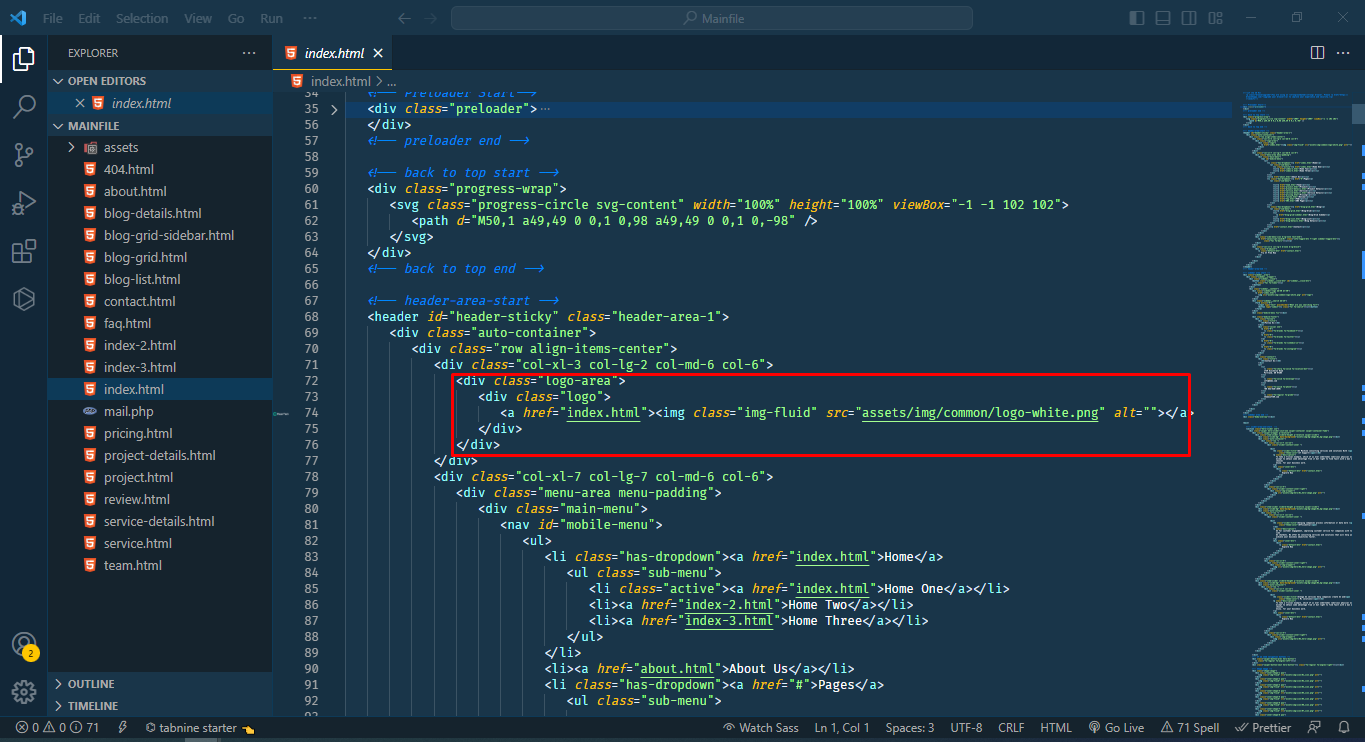 File Edit Selection View Go Run ··· Mainfile
EXPLORER ···
OPEN EDITORS
index.html
MAINFILE
assets
404.html
about.html
blog-details.html
blog-grid-sidebar.html
blog-grid.html
blog-list.html
contact.html
faq.html
index-2.html
index-3.html
index.html
mail.php
pricing.html
project-details.html
project.html
review.html
service-details.html
service.html
team.html
OUTLINE
TIMELINE
index.html
index.html > ...
34 <!-- Preloader Start-->
35 <div class="preloader">···
56 </div>
57 <!-- preloader end -->
58
59 <!-- back to top start -->
60 <div class="progress-wrap">
61 <svg class="progress-circle svg-content" width="100%" height="100%" viewBox="-1 -1 102 102">
62 <path d="M50,1 a49,49 0 0,1 0,98 a49,49 0 0,1 0,-98" />
63 </svg>
64 </div>
65 <!-- back to top end -->
66
67 <!-- header-area-start -->
68 <header id="header-sticky" class="header-area-1">
69 <div class="auto-container">
70 <div class="row align-items-center">
71 <div class="col-xl-3 col-lg-2 col-md-6 col-6">
72 <div class="logo-area">
73 <div class="logo">
74 <a href="index.html"><img class="img-fluid" src="assets/img/common/logo-white.png" alt=""></a>
75 </div>
76 </div>
77 </div>
78 <div class="col-xl-7 col-lg-7 col-md-6 col-6">
79 <div class="menu-area menu-padding">
80 <div class="main-menu">
81 <nav id="mobile-menu">
82 <ul>
83 <li class="has-dropdown"><a href="index.html">Home</a>
84 <ul class="sub-menu">
85 <li class="active"><a href="index.html">Home One</a></li>
86 <li><a href="index-2.html">Home Two</a></li>
87 <li><a href="index-3.html">Home Three</a></li>
88 </ul>
89 </li>
90 <li><a href="about.html">About Us</a></li>
91 <li class="has-dropdown"><a href="#">Pages</a>
92 <ul class="sub-menu">
2
0 0 71 tabnine starter Watch Sass Ln 1, Col 1 Spaces: 3 UTF-8 CRLF HTML Go Live 71 Spell Prettier